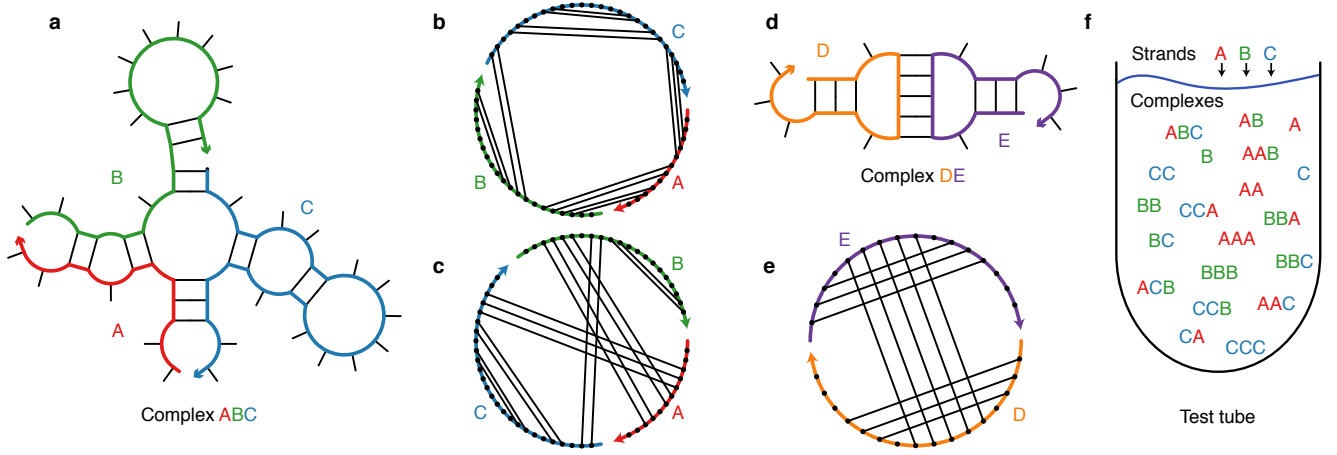 a
B
C
A
Complex ABC
b
C
B
A
c
B
C
A
d
D
E
Complex DE
e
E
D
f
Strands A B C
Complexes
ABC AB A
B AAB
CC C
AA
BB CCA BBA
BC AAA
BBB BBC
ACB
CCB AAC
CA CCC
Test tube